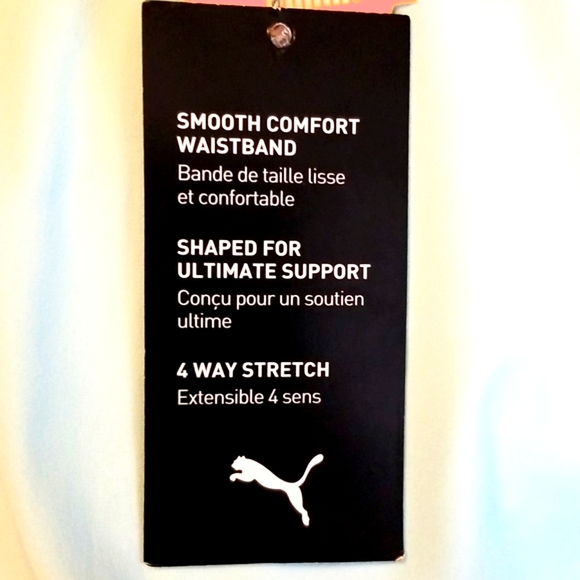 SMOOTH COMFORT
WAISTBAND
Bande de taille lisse
et confortable
SHAPED FOR
ULTIMATE SUPPORT
Conçu pour un soutien
ultime
4 WAY STRETCH
Extensible 4 sens